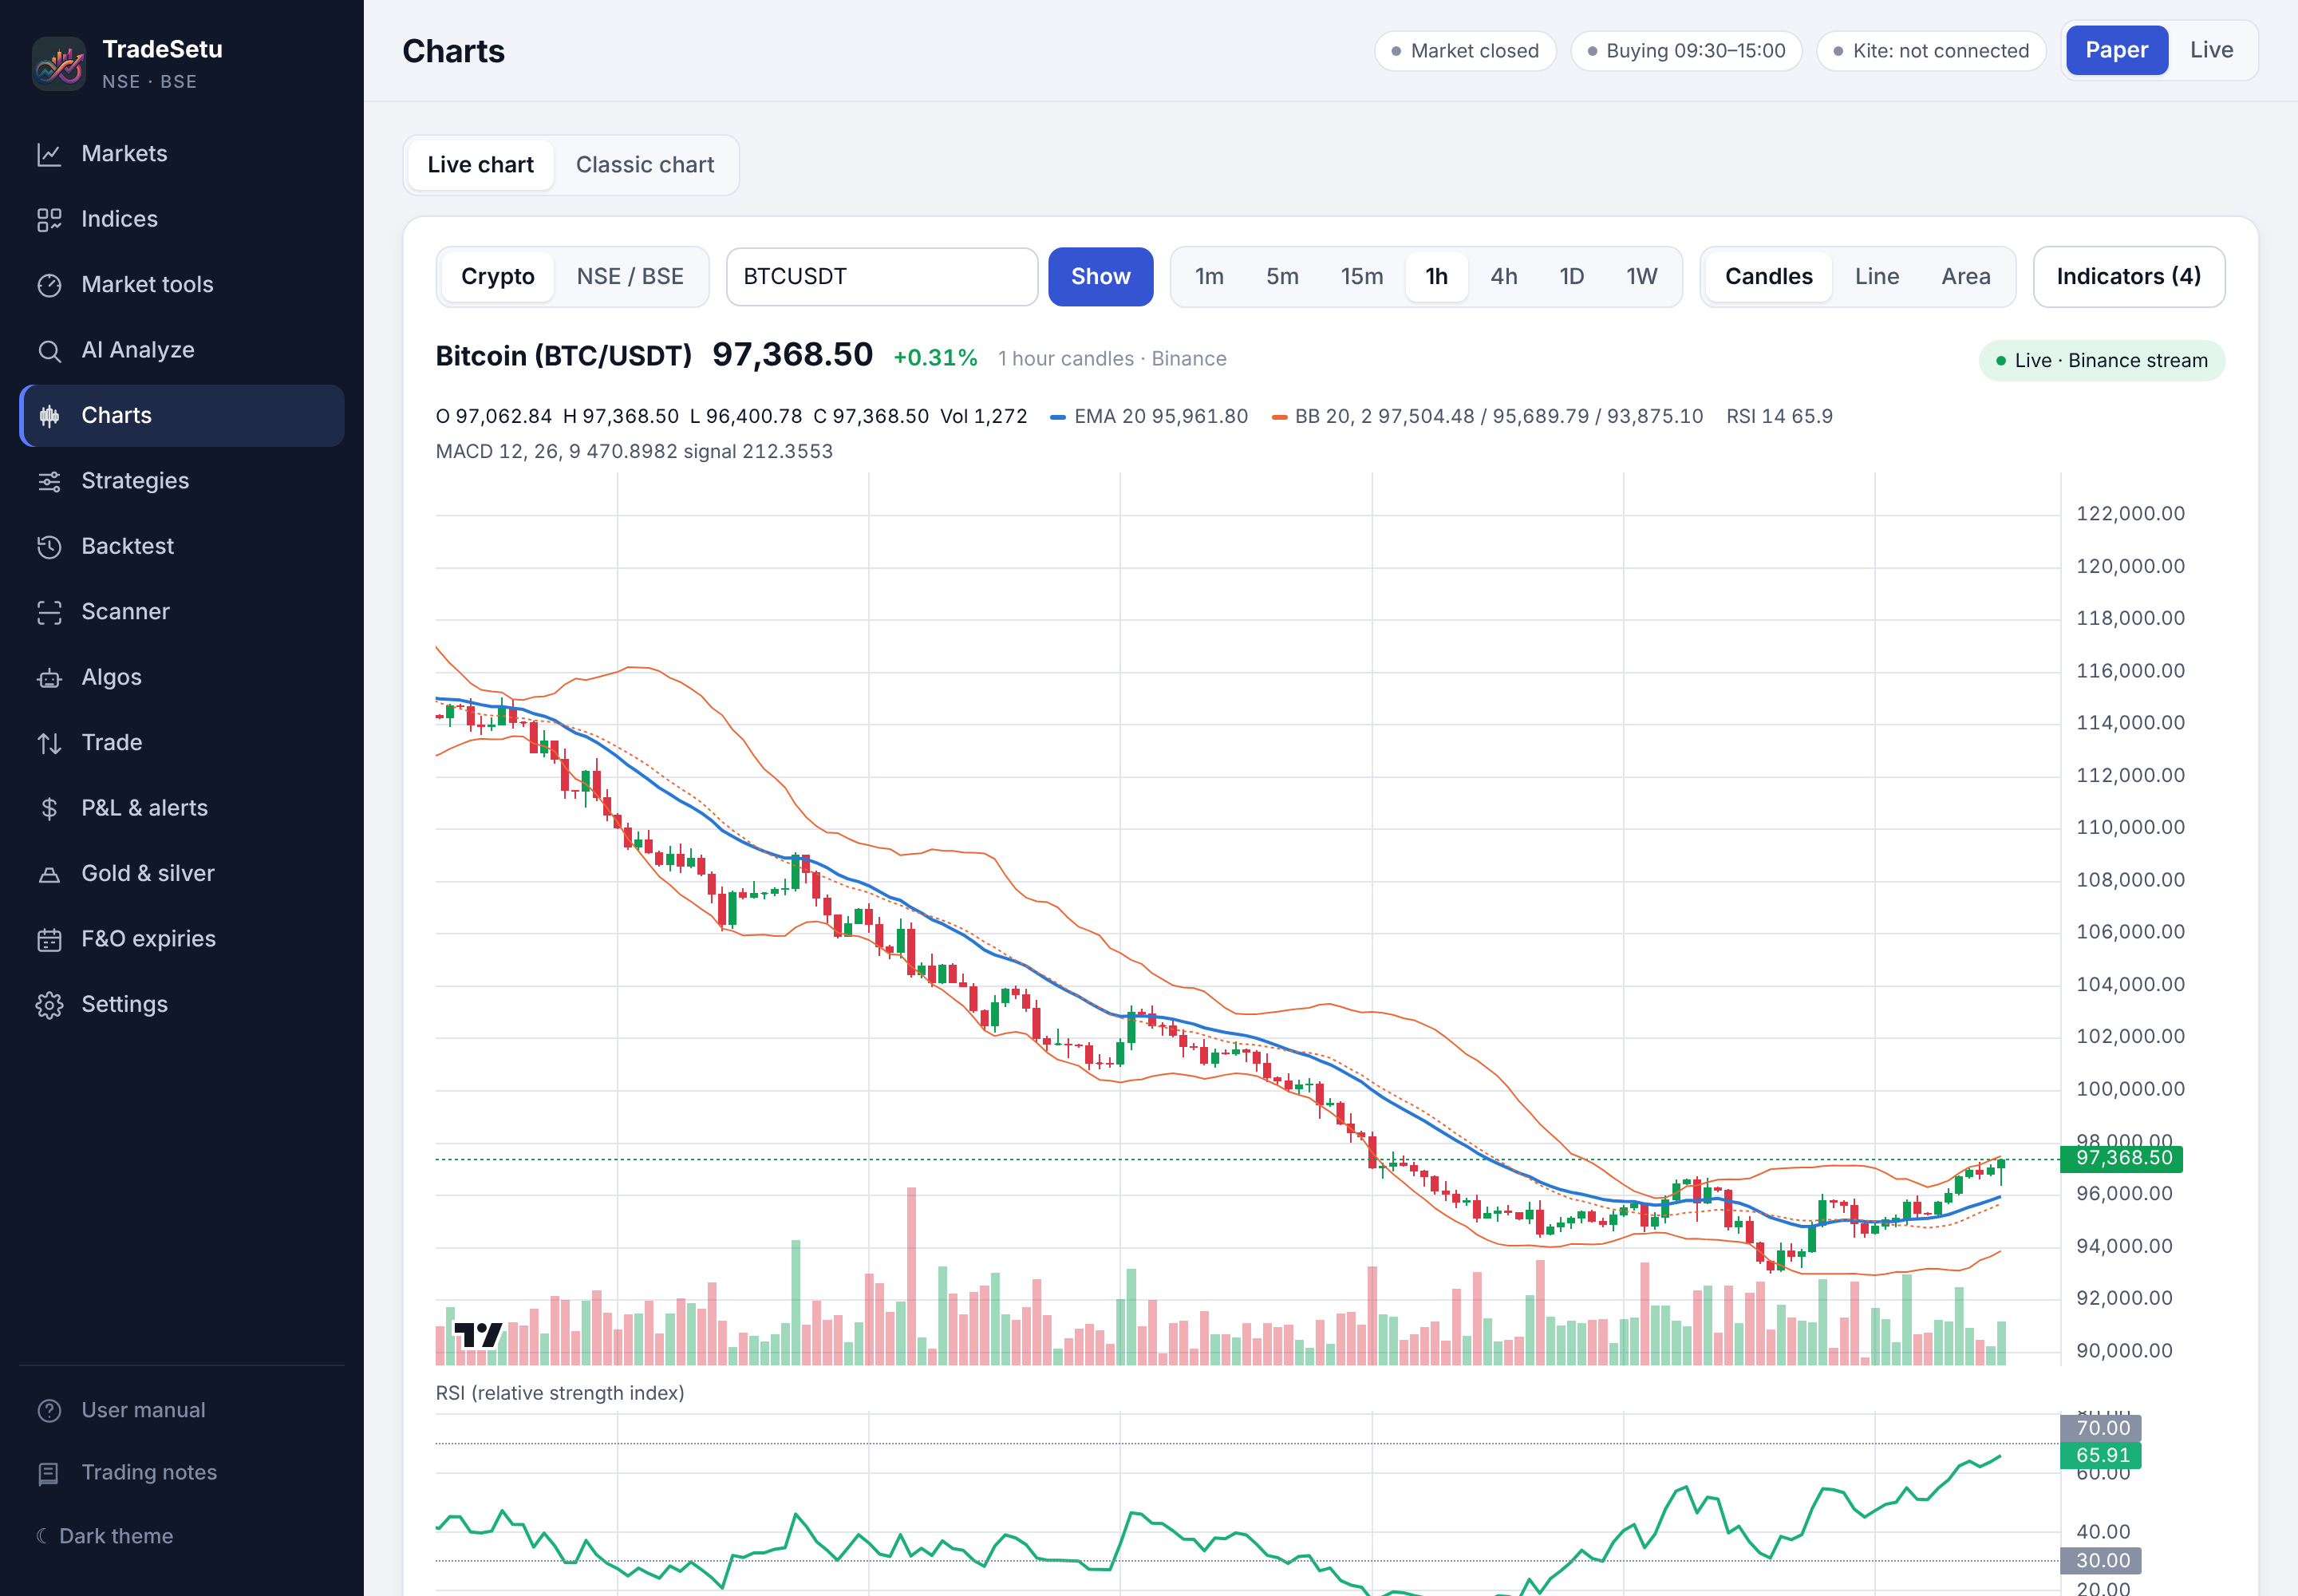 TradeSetu
NSE · BSE
Markets
Indices
Market tools
AI Analyze
Charts
Strategies
Backtest
Scanner
Algos
Trade
P&L & alerts
Gold & silver
F&O expiries
Settings
User manual
Trading notes
Dark theme
Charts
Market closed
Buying 09:30–15:00
Kite: not connected
Paper
Live
Live chart
Classic chart
Crypto
NSE / BSE
BTCUSDT
Show
1m
5m
15m
1h
4h
1D
1W
Candles
Line
Area
Indicators (4)
Bitcoin (BTC/USDT) 97,368.50 +0.31% 1 hour candles · Binance
Live · Binance stream
O 97,062.84 H 97,368.50 L 96,400.78 C 97,368.50 Vol 1,272 EMA 20 95,961.80 BB 20, 2 97,504.48 / 95,689.79 / 93,875.10 RSI 14 65.9
MACD 12, 26, 9 470.8982 signal 212.3553
122,000.00
120,000.00
118,000.00
116,000.00
114,000.00
112,000.00
110,000.00
108,000.00
106,000.00
104,000.00
102,000.00
100,000.00
98,000.00
97,368.50
96,000.00
94,000.00
92,000.00
90,000.00
RSI (relative strength index)
80.00
70.00
65.91
60.00
40.00
30.00
20.00